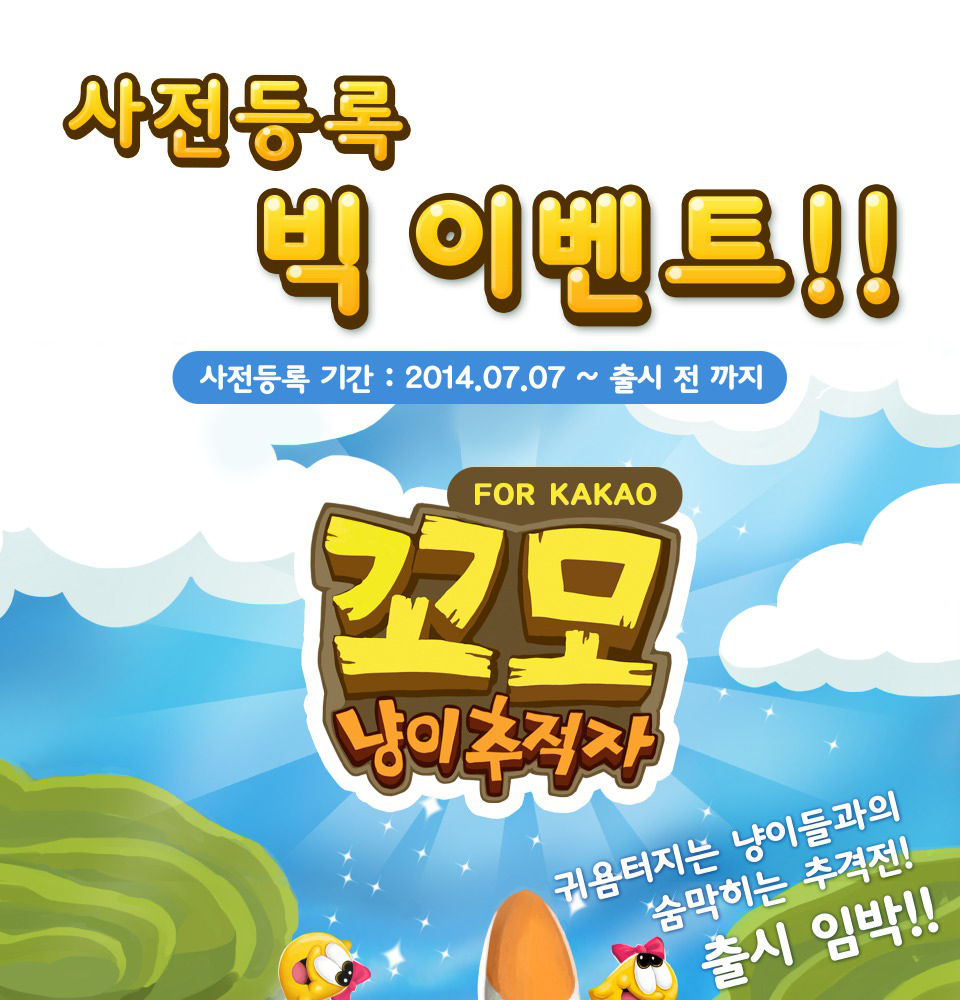 사전등록
빅 이벤트!!
사전등록 기간 : 2014.07.07 ~ 출시 전 까지
FOR KAKAO
꼬모
냥이추적자
귀욤터지는 냥이들과의
숨막히는 추격전!
출시 임박!!